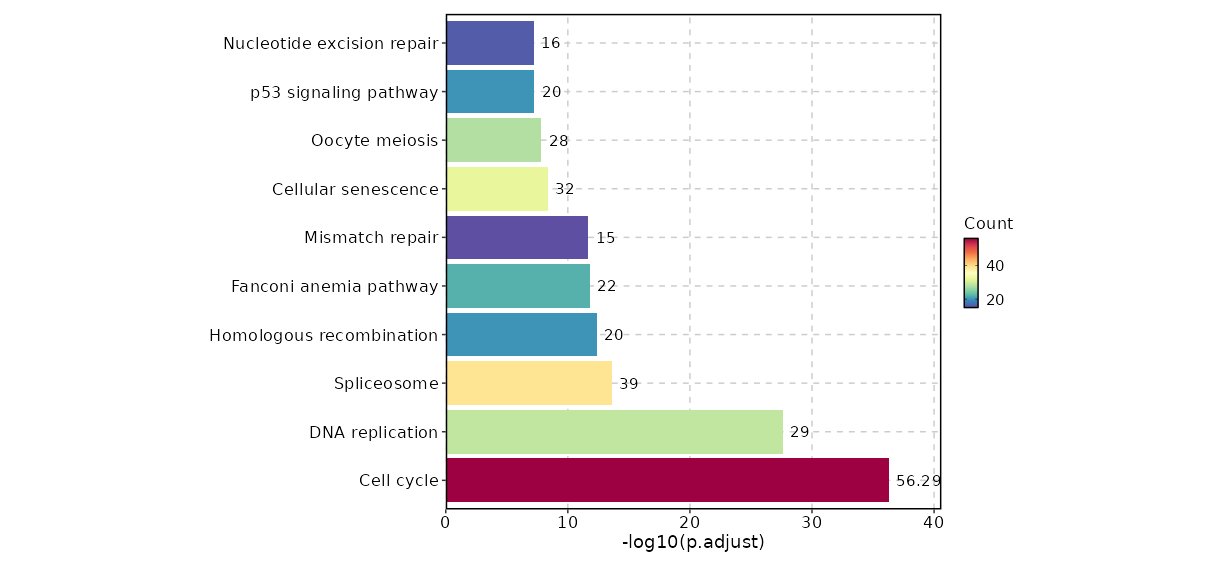 Nucleotide excision repair 16
p53 signaling pathway 20
Oocyte meiosis 28
Cellular senescence 32
Mismatch repair 15
Fanconi anemia pathway 22
Homologous recombination 20
Spliceosome 39
DNA replication 29
Cell cycle 56.29
0 10 20 30 40
-log10(p.adjust)
Count
40
20